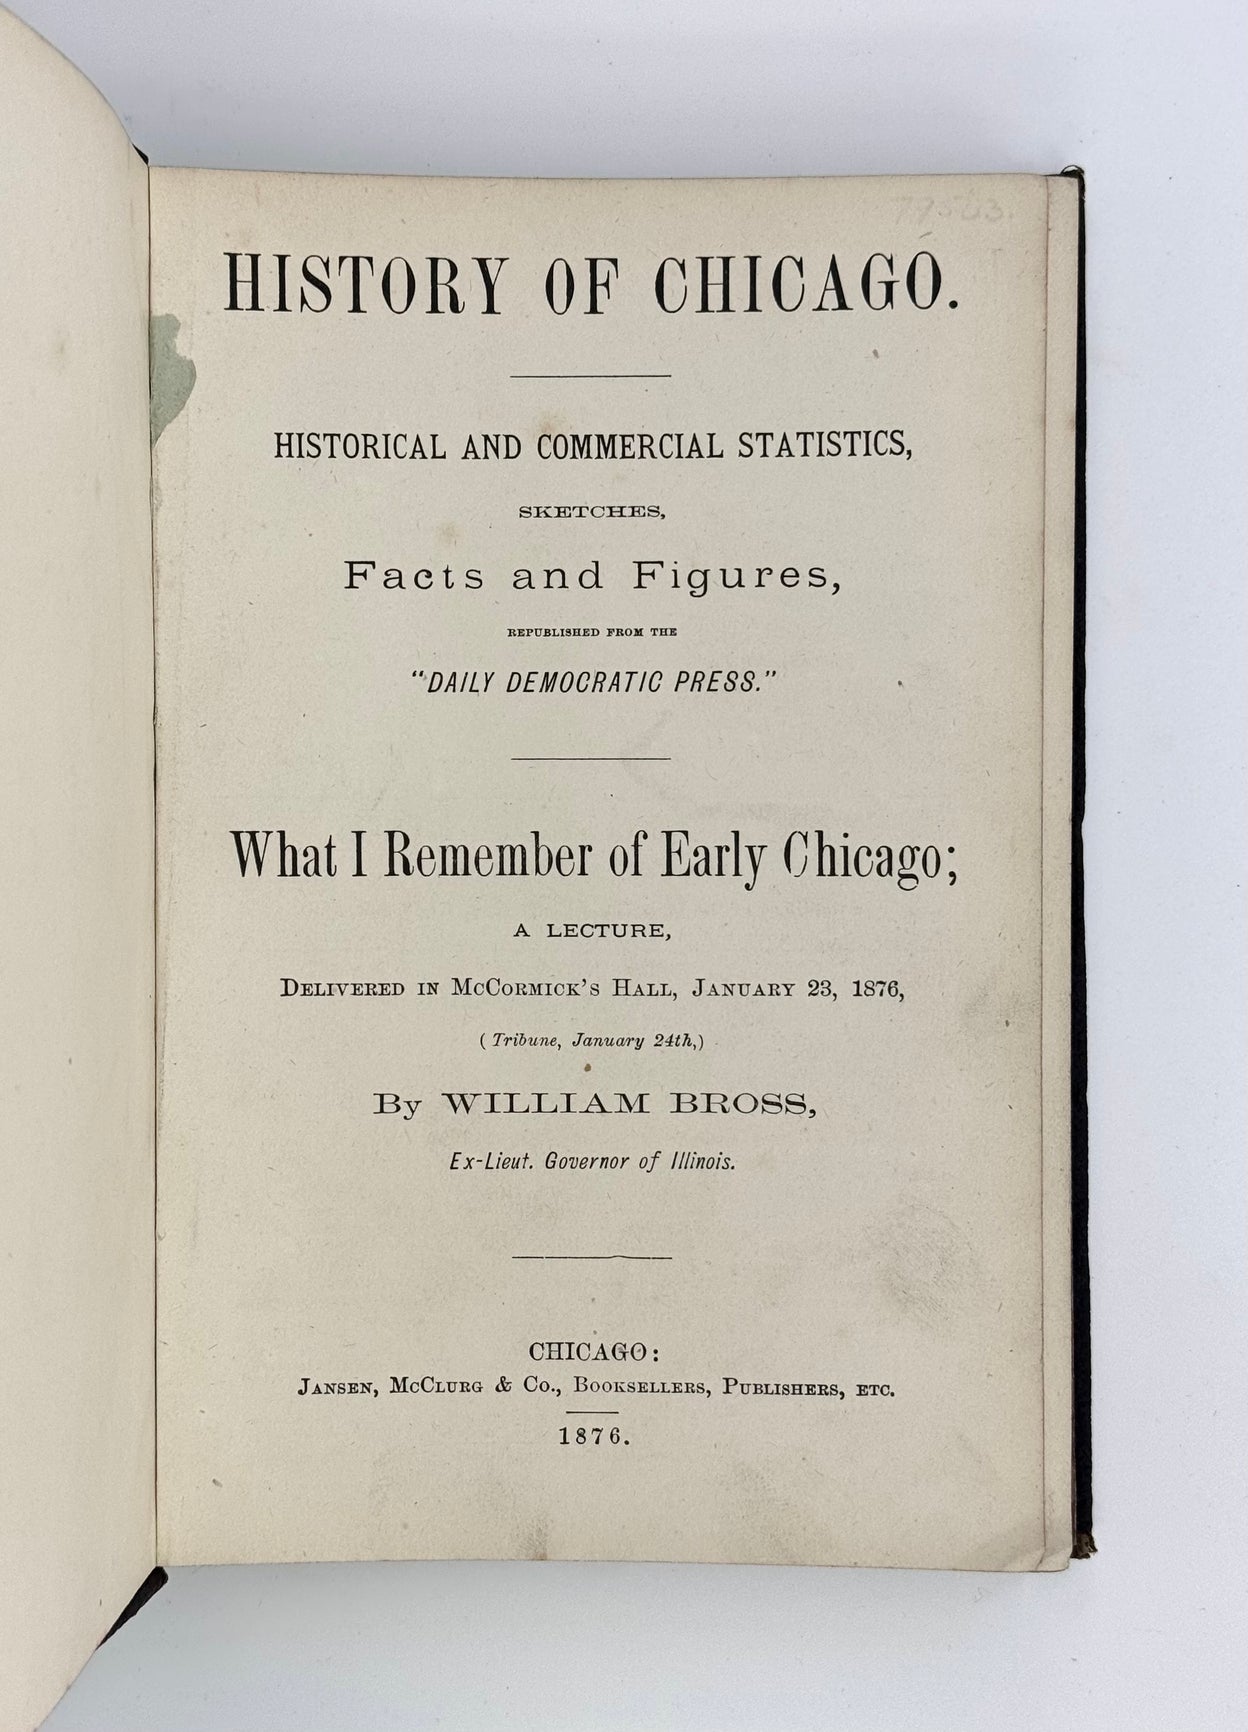 HISTORY OF CHICAGO.
HISTORICAL AND COMMERCIAL STATISTICS,
SKETCHES,
Facts and Figures,
REPUBLISHED FROM THE
"DAILY DEMOCRATIC PRESS."
What I Remember of Early Chicago;
A LECTURE,
DELIVERED IN MCCORMICK'S HALL, JANUARY 23, 1876,
( Tribune, January 24th,)
By WILLIAM BROSS,
Ex-Lieut. Governor of Illinois.
CHICAGO:
JANSEN, MCCLURG & CO., BOOKSELLERS, PUBLISHERS, ETC.
1876.